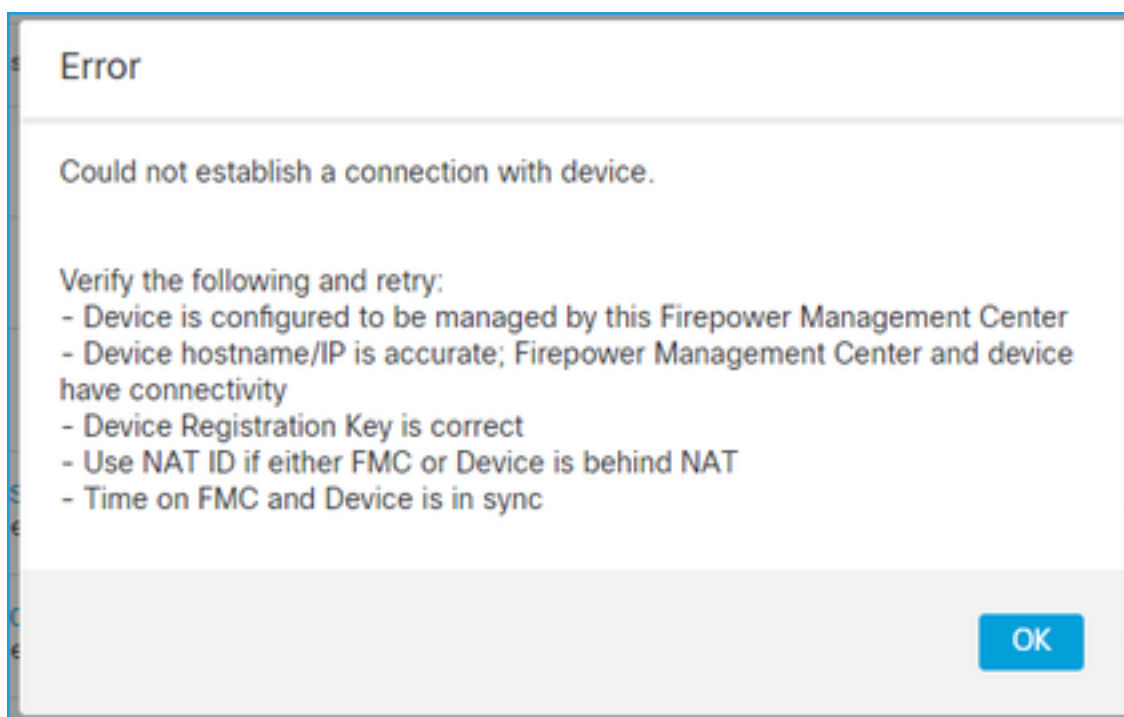 Error
Could not establish a connection with device.
Verify the following and retry:
- Device is configured to be managed by this Firepower Management Center
- Device hostname/IP is accurate; Firepower Management Center and device
have connectivity
- Device Registration Key is correct
- Use NAT ID if either FMC or Device is behind NAT
- Time on FMC and Device is in sync
OK